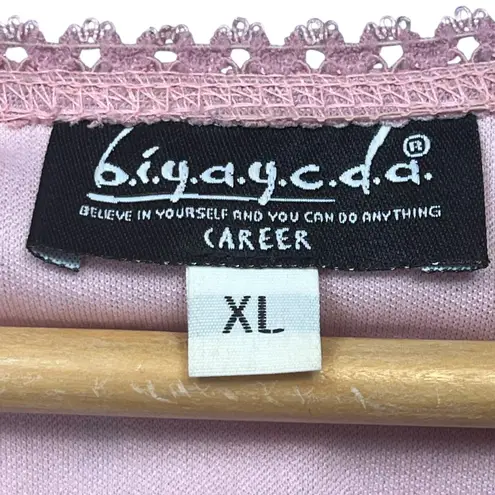 b.i.y.a.y.c.d.a.®
BELIEVE IN YOURSELF AND YOU CAN DO ANYTHING
CAREER
XL